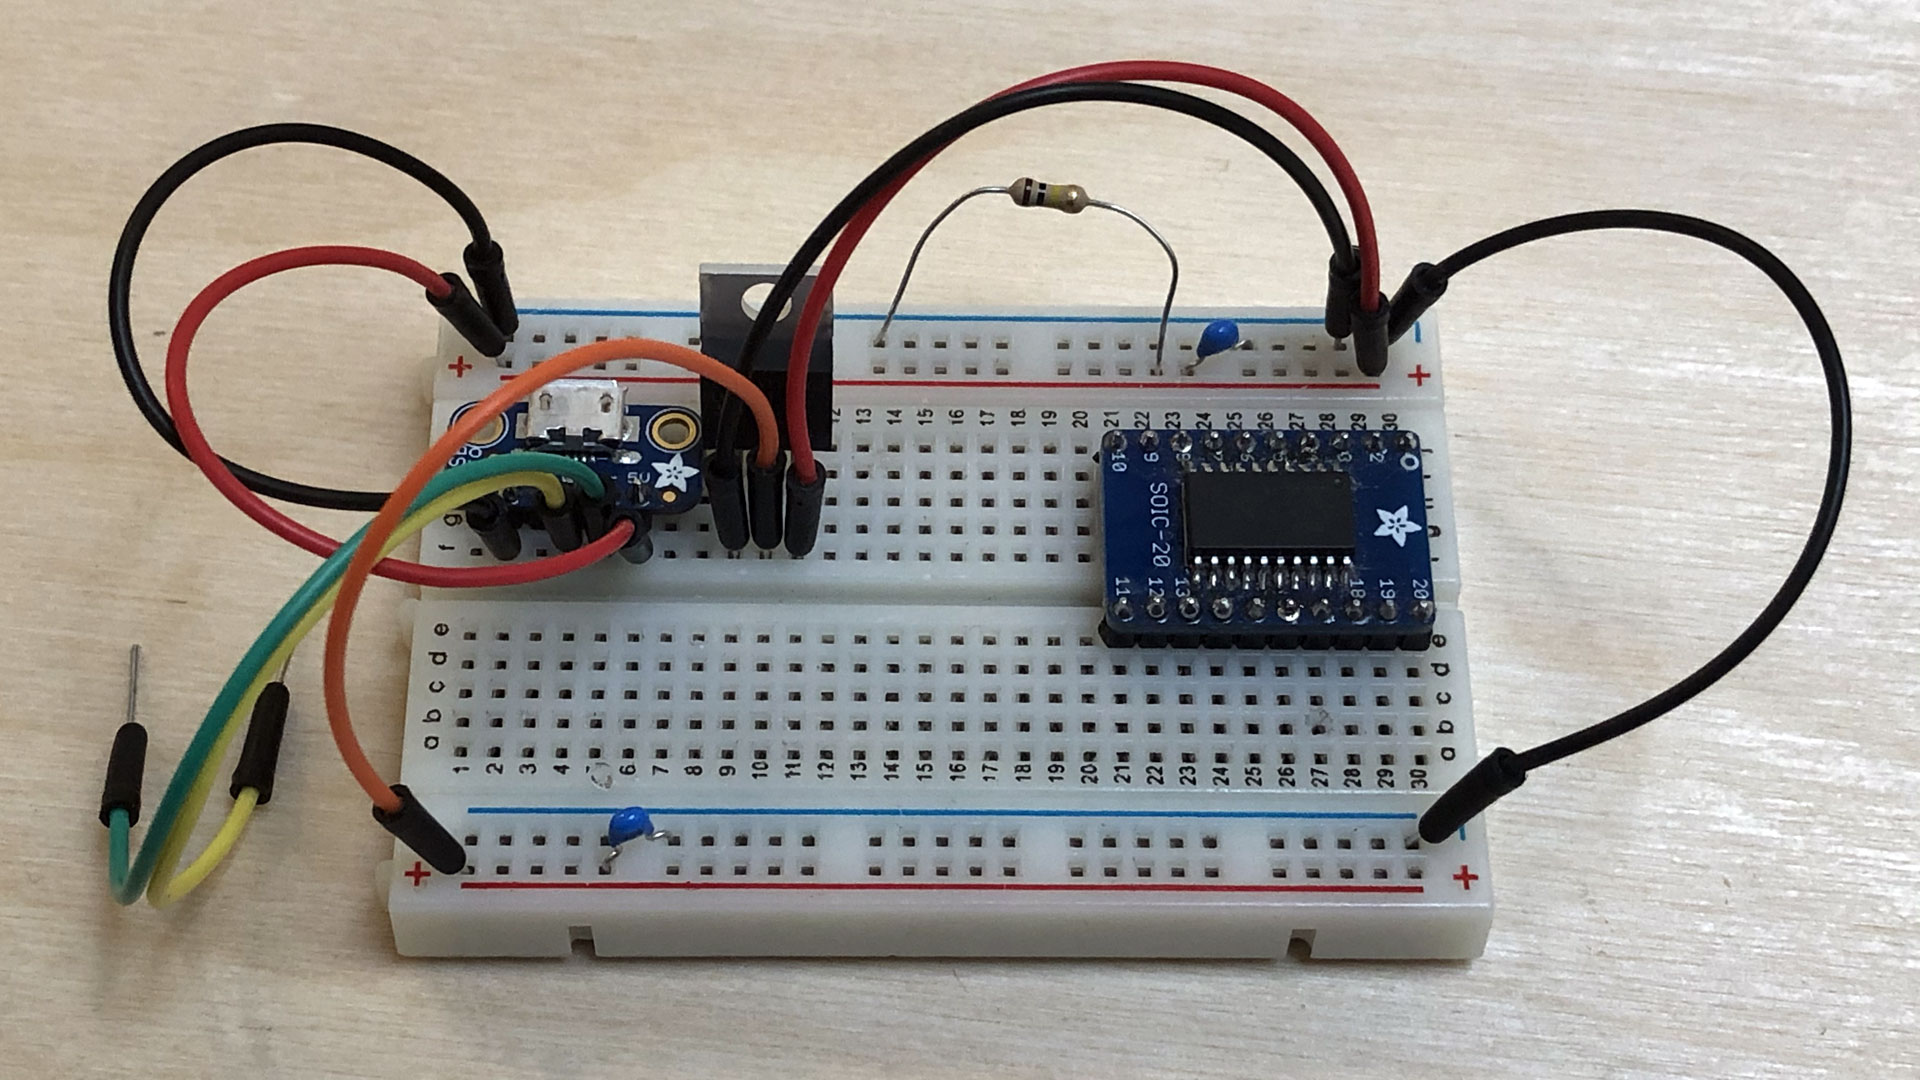 + +
12 13 14 15 16 17 18 19 20 21 22 23 24 25 26 27 28 29 30
5V
10 9 2
SOIC-20
11 12 13 18 19 20
g
f
e e
d d
c c
b b
a a
1 2 3 4 6 7 8 9 10 11 12 13 14 15 16 17 18 19 20 21 22 23 24 25 26 27 28 29 30
+ +